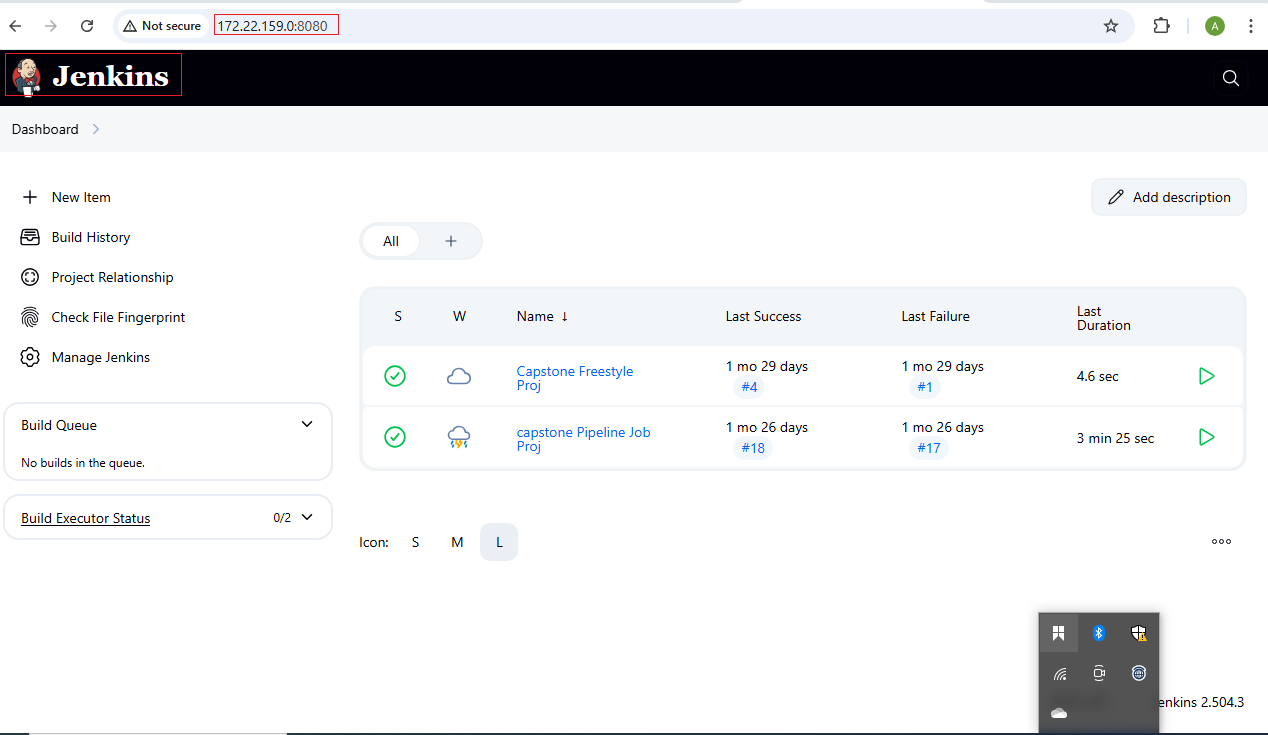 Not secure
172.22.159.0:8080
A
Jenkins
Dashboard
New Item
Build History
Project Relationship
Check File Fingerprint
Manage Jenkins
Build Queue
No builds in the queue.
Build Executor Status
0/2
Add description
All
S W Name ↓ Last Success Last Failure Last
Duration
Capstone Freestyle
Proj
1 mo 29 days
#4
1 mo 29 days
#1
4.6 sec
capstone Pipeline Job
Proj
1 mo 26 days
#18
1 mo 26 days
#17
3 min 25 sec
Icon: S M L
enkins 2.504.3